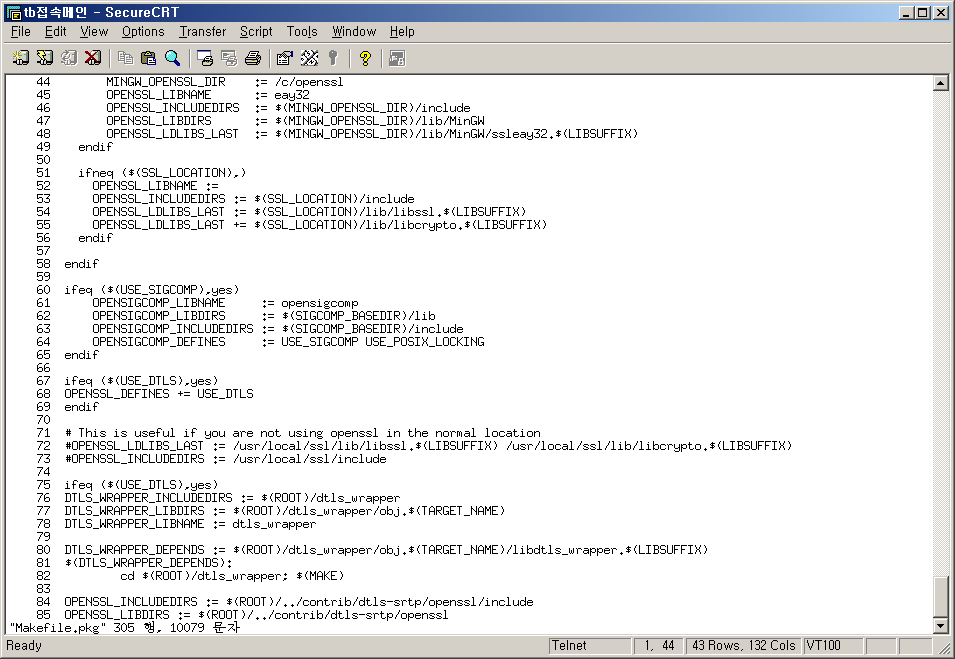 tb접속메인 - SecureCRT
File Edit View Options Transfer Script Tools Window Help
44 MINGW_OPENSSL_DIR := /c/openssl
45 OPENSSL_LIBNAME := eay32
46 OPENSSL_INCLUDEDIRS := $(MINGW_OPENSSL_DIR)/include
47 OPENSSL_LIBDIRS := $(MINGW_OPENSSL_DIR)/lib/MinGW
48 OPENSSL_LDLIBS_LAST := $(MINGW_OPENSSL_DIR)/lib/MinGW/ssleay32.$(LIBSUFFIX)
49 endif
50
51 ifneq ($(SSL_LOCATION),)
52 OPENSSL_LIBNAME :=
53 OPENSSL_INCLUDEDIRS := $(SSL_LOCATION)/include
54 OPENSSL_LDLIBS_LAST := $(SSL_LOCATION)/lib/libssl.$(LIBSUFFIX)
55 OPENSSL_LDLIBS_LAST += $(SSL_LOCATION)/lib/libcrypto.$(LIBSUFFIX)
56 endif
57
58 endif
59
60 ifeq ($(USE_SIGCOMP),yes)
61 OPENSIGCOMP_LIBNAME := opensigcomp
62 OPENSIGCOMP_LIBDIRS := $(SIGCOMP_BASEDIR)/lib
63 OPENSIGCOMP_INCLUDEDIRS := $(SIGCOMP_BASEDIR)/include
64 OPENSIGCOMP_DEFINES := USE_SIGCOMP USE_POSIX_LOCKING
65 endif
66
67 ifeq ($(USE_DTLS),yes)
68 OPENSSL_DEFINES += USE_DTLS
69 endif
70
71 # This is useful if you are not using openssl in the normal location
72 #OPENSSL_LDLIBS_LAST := /usr/local/ssl/lib/libssl.$(LIBSUFFIX) /usr/local/ssl/lib/libcrypto.$(LIBSUFFIX)
73 #OPENSSL_INCLUDEDIRS := /usr/local/ssl/include
74
75 ifeq ($(USE_DTLS),yes)
76 DTLS_WRAPPER_INCLUDEDIRS := $(ROOT)/dtls_wrapper
77 DTLS_WRAPPER_LIBDIRS := $(ROOT)/dtls_wrapper/obj.$(TARGET_NAME)
78 DTLS_WRAPPER_LIBNAME := dtls_wrapper
79
80 DTLS_WRAPPER_DEPENDS := $(ROOT)/dtls_wrapper/obj.$(TARGET_NAME)/libdtls_wrapper.$(LIBSUFFIX)
81 $(DTLS_WRAPPER_DEPENDS):
82 cd $(ROOT)/dtls_wrapper; $(MAKE)
83
84 OPENSSL_INCLUDEDIRS := $(ROOT)/../contrib/dtls-srtp/openssl/include
85 OPENSSL_LIBDIRS := $(ROOT)/../contrib/dtls-srtp/openssl
"Makefile.pkg" 305 행, 10079 문자
Ready Telnet 1, 44 43 Rows, 132 Cols VT100